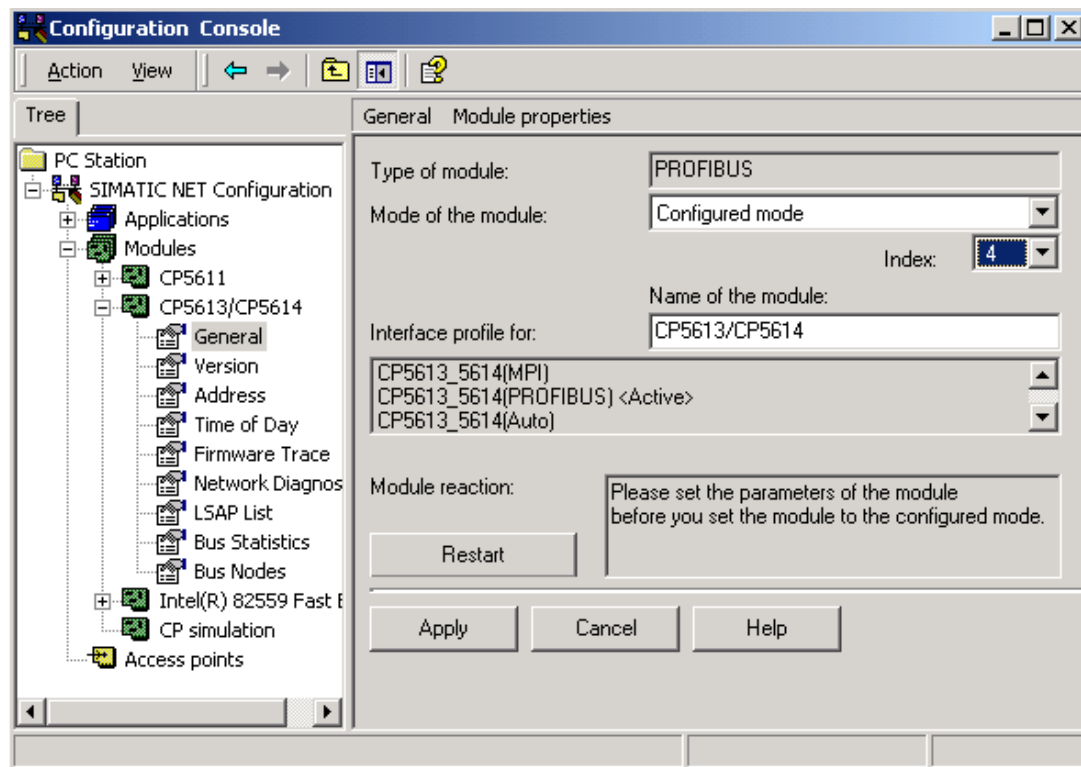 Configuration Console
Action View
Tree
General Module properties
PC Station
SIMATIC NET Configuration
Applications
Modules
CP5611
CP5613/CP5614
General
Version
Address
Time of Day
Firmware Trace
Network Diagnos
LSAP List
Bus Statistics
Bus Nodes
Intel(R) 82559 Fast E
CP simulation
Access points
Type of module: PROFIBUS
Mode of the module: Configured mode
Index: 4
Name of the module:
Interface profile for: CP5613/CP5614
CP5613_5614(MPI)
CP5613_5614(PROFIBUS) <Active>
CP5613_5614(Auto)
Module reaction:
Please set the parameters of the module
before you set the module to the configured mode.
Restart
Apply Cancel Help